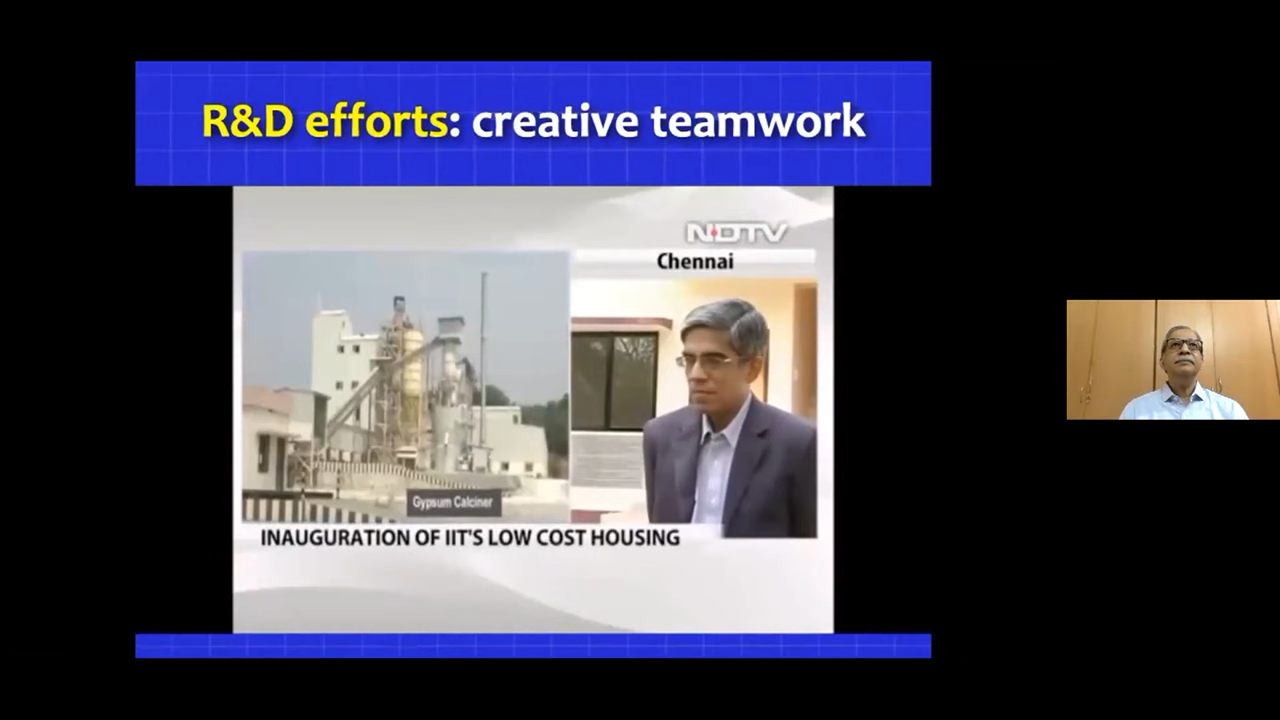 R&D efforts: creative teamwork
NDTV
Chennai
Gypsum Calciner
INAUGURATION OF IIT'S LOW COST HOUSING